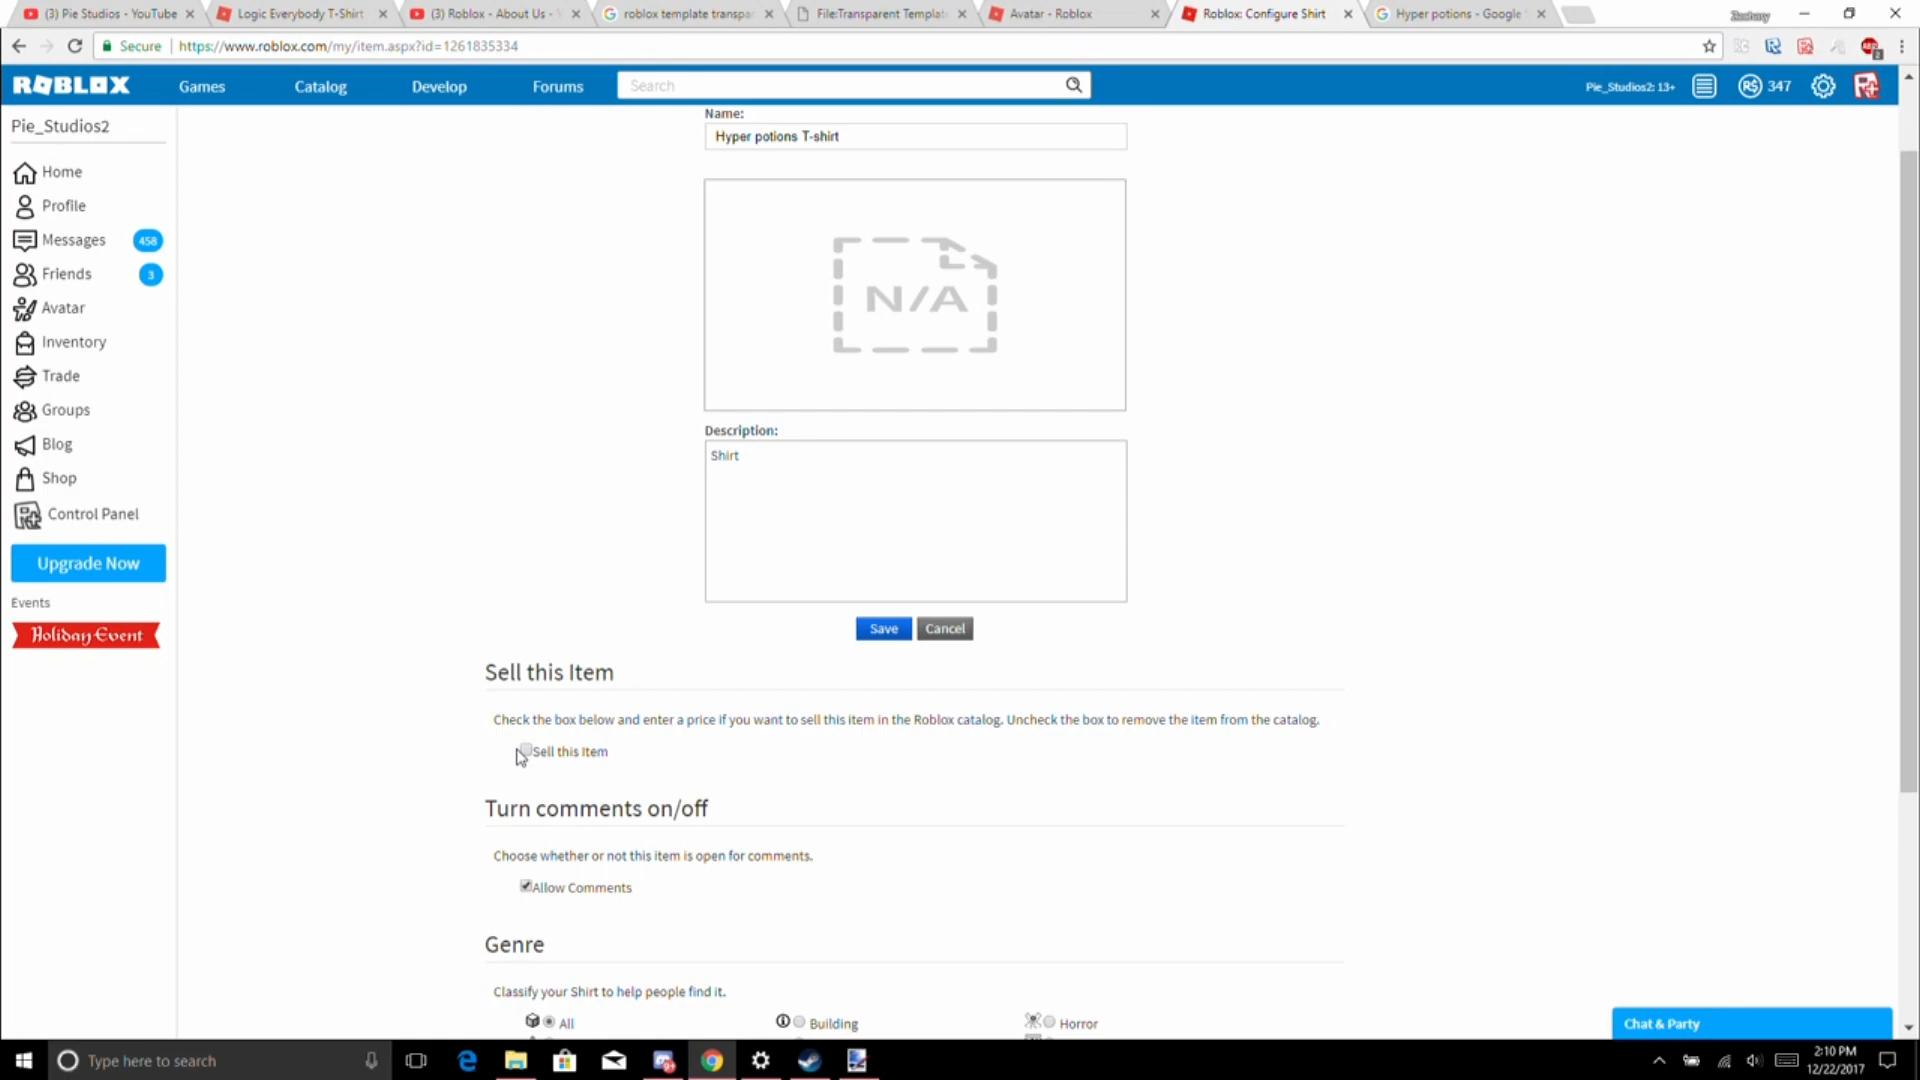 (3) Pie Studios - YouTube
Logic Everybody T-Shirt
(3) Roblox - About Us -
roblox template transpa
File:Transparent Templat
Avatar - Roblox
Roblox: Configure Shirt
Hyper potions - Google
Secure
https://www.roblox.com/my/item.aspx?id=1261835334
ROBLOX
Games
Catalog
Develop
Forums
Search
Pie_Studios2: 13+
R$ 347
Pie_Studios2
Home
Profile
Messages 458
Friends 3
Avatar
Inventory
Trade
Groups
Blog
Shop
Control Panel
Upgrade Now
Events
Holiday Event
Name:
Hyper potions T-shirt
N/A
Description:
Shirt
Save
Cancel
Sell this Item
Check the box below and enter a price if you want to sell this item in the Roblox catalog. Uncheck the box to remove the item from the catalog.
Sell this Item
Turn comments on/off
Choose whether or not this item is open for comments.
Allow Comments
Genre
Classify your Shirt to help people find it.
All
Building
Horror
Chat & Party
Type here to search
2:10 PM
12/22/2017